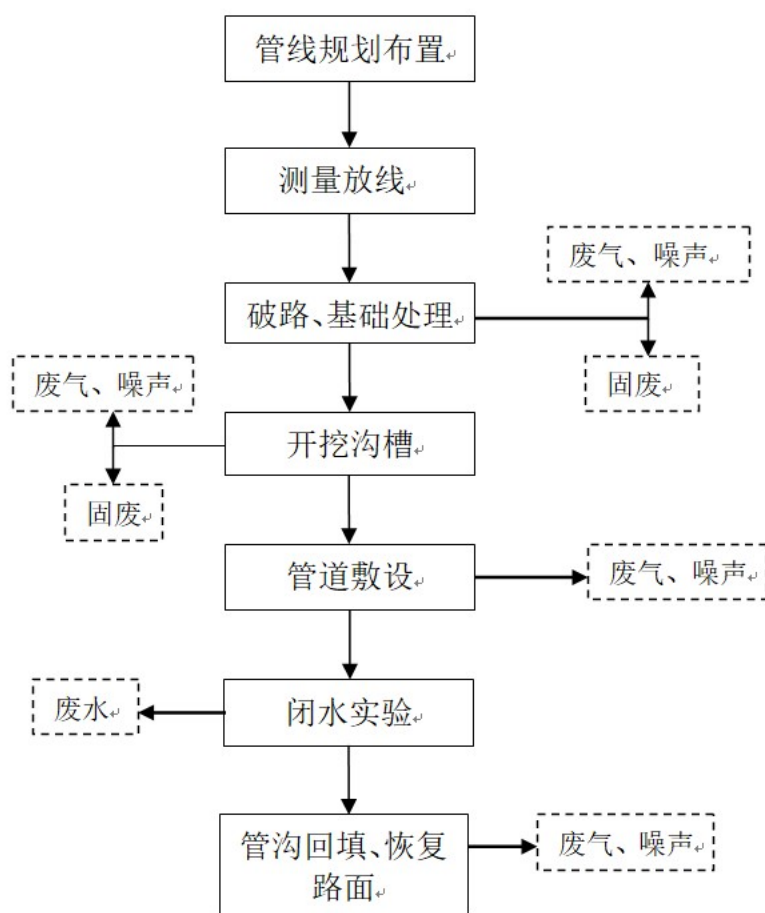 管线规划布置
测量放线
废气、噪声
破路、基础处理
废气、噪声
固废
开挖沟槽
固废
管道敷设
废气、噪声
废水
闭水实验
管沟回填、恢复
路面
废气、噪声